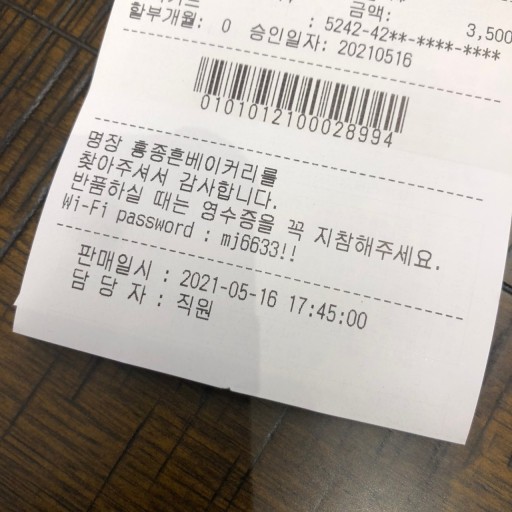 금액: 3,500
: 5242-42**-****-****
할부개월: 0 승인일자: 20210516
0101012100028994
명장 홍종흔베이커리를
찾아주셔서 감사합니다.
반품하실 때는 영수증을 꼭 지참해주세요.
Wi-Fi password : mj6633!!
판매일시 : 2021-05-16 17:45:00
담 당 자 : 직원